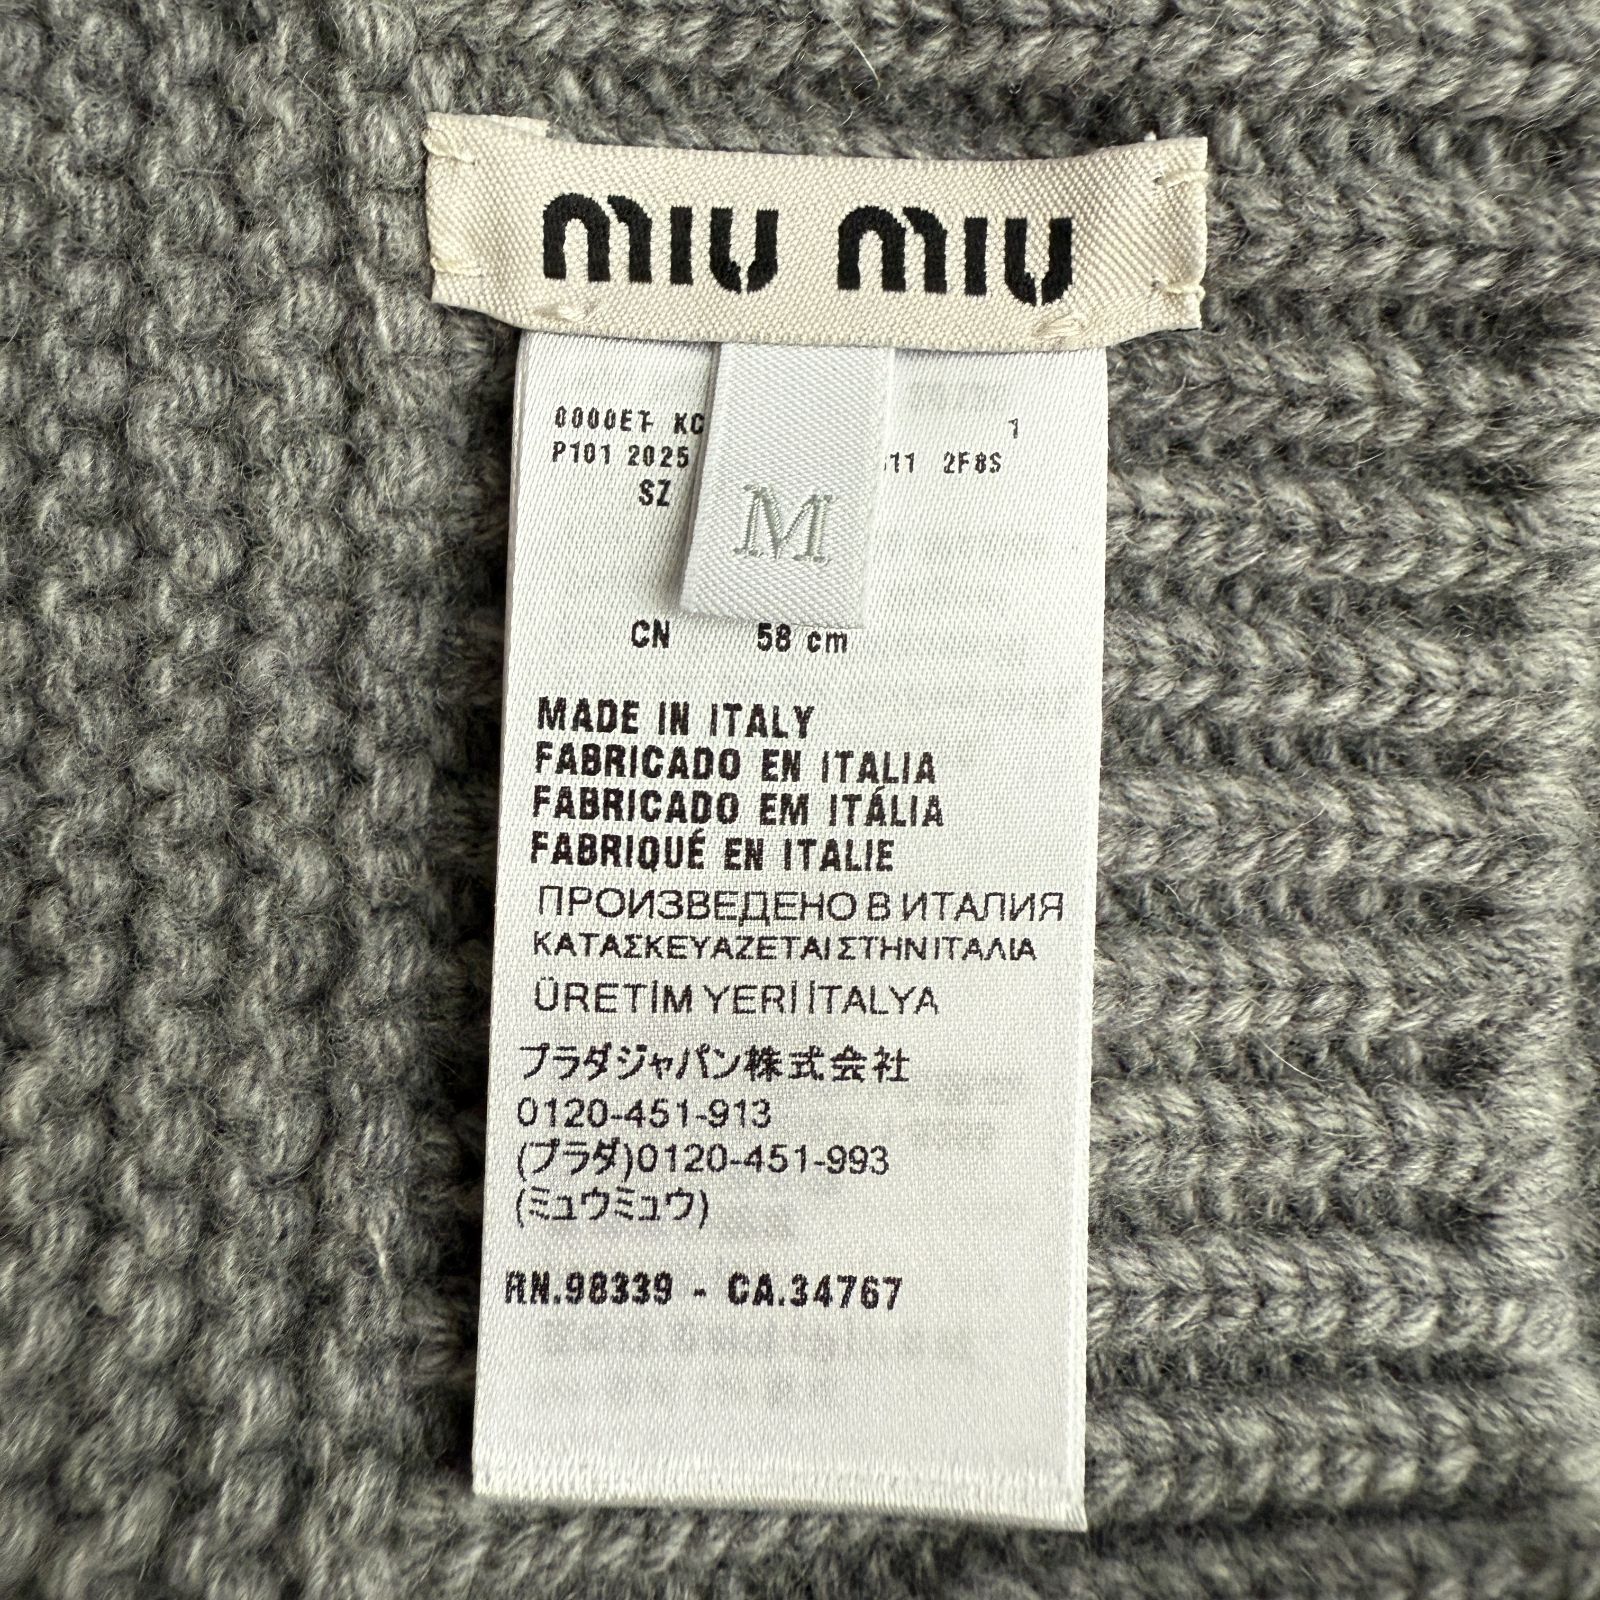 MIU MIU
0000ET KC 1
P101 2025 11 2F8S
SZ
M
CN 58 cm
MADE IN ITALY
FABRICADO EN ITALIA
FABRICADO EM ITÁLIA
FABRIQUÉ EN ITALIE
ПРОИЗВЕДЕНО В ИТАЛИЯ
ΚΑΤΑΣΚΕΥΑΖΕΤΑΙ ΣΤΗΝ ΙΤΑΛΙΑ
ÜRETİM YERİ İTALYA
プラダジャパン株式会社
0120-451-913
(プラダ)0120-451-993
(ミュウミュウ)
RN.98339 - CA.34767